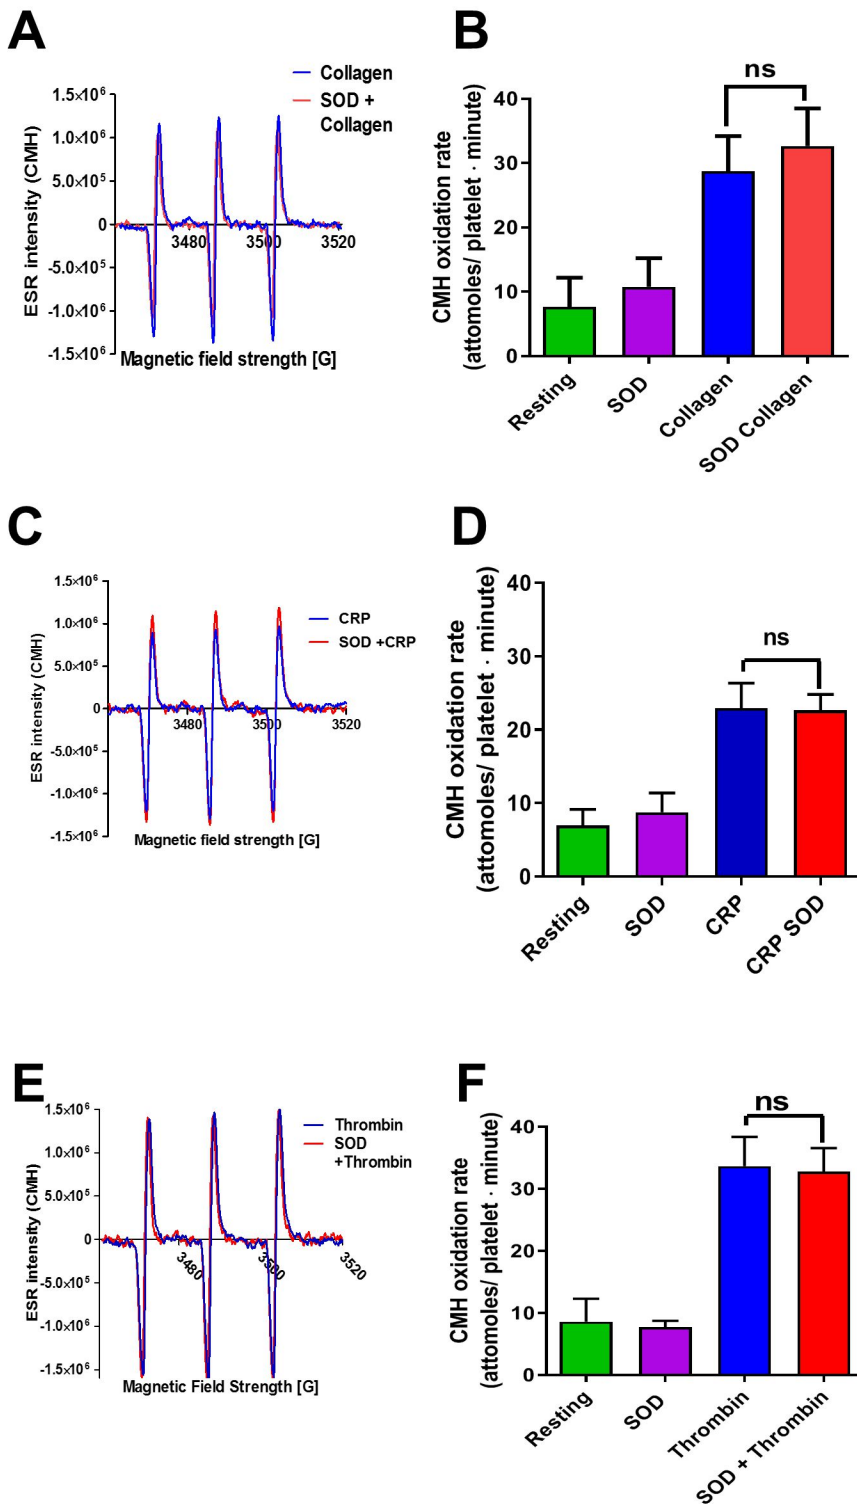 A
Collagen
SOD +
Collagen
1.5×10⁶
1.0×10⁶
5.0×10⁵
0
-5.0×10⁵
-1.0×10⁶
-1.5×10⁶
3480
3500
3520
ESR intensity (CMH)
Magnetic field strength [G]
B
ns
CMH oxidation rate
(attomoles/ platelet · minute)
40
30
20
10
0
Resting
SOD
Collagen
SOD Collagen
C
CRP
SOD +CRP
1.5×10⁶
1.0×10⁶
5.0×10⁵
0
-5.0×10⁵
-1.0×10⁶
-1.5×10⁶
3480
3500
3520
ESR intensity (CMH)
Magnetic field strength [G]
D
ns
CMH oxidation rate
(attomoles/ platelet · minute)
40
30
20
10
0
Resting
SOD
CRP
CRP SOD
E
Thrombin
SOD
+Thrombin
1.5×10⁶
1.0×10⁶
5.0×10⁵
0
-5.0×10⁵
-1.0×10⁶
-1.5×10⁶
3480
3500
3520
ESR intensity (CMH)
Magnetic Field Strength [G]
F
ns
CMH oxidation rate
(attomoles/ platelet · minute)
40
30
20
10
0
Resting
SOD
Thrombin
SOD + Thrombin